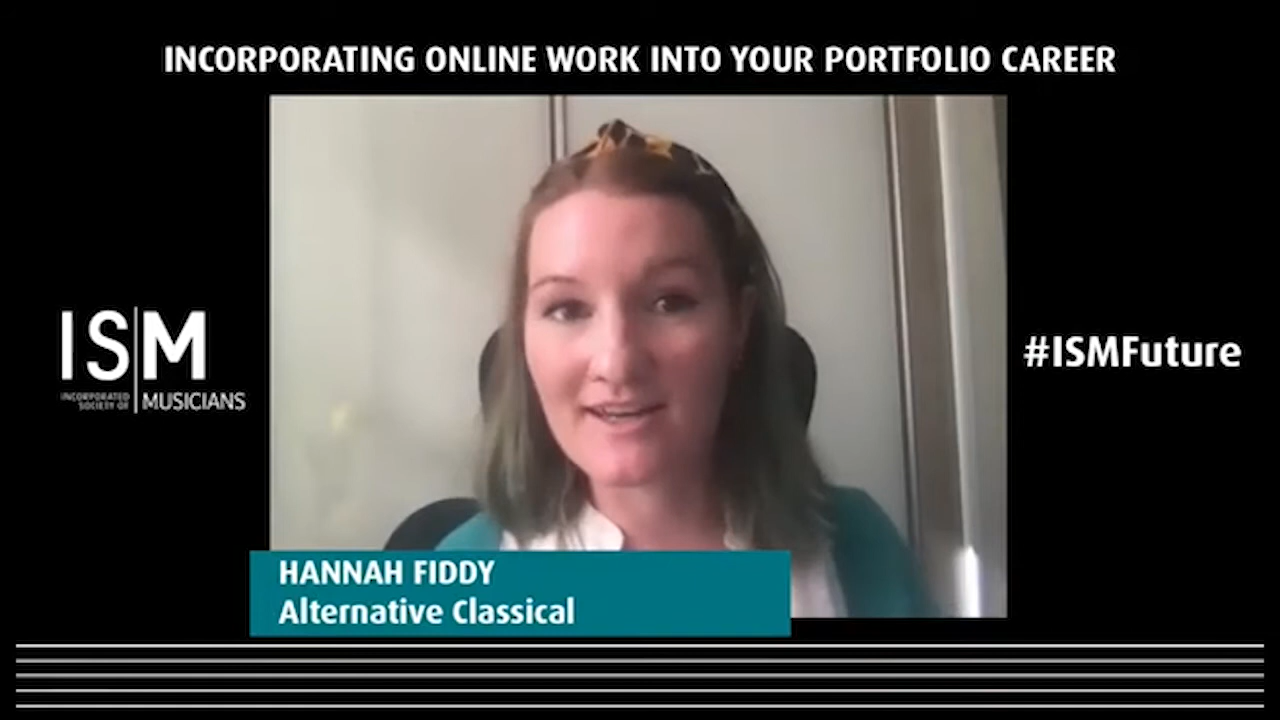 INCORPORATING ONLINE WORK INTO YOUR PORTFOLIO CAREER
ISM
INCORPORATED
SOCIETY OF
MUSICIANS
#ISMFuture
HANNAH FIDDY
Alternative Classical